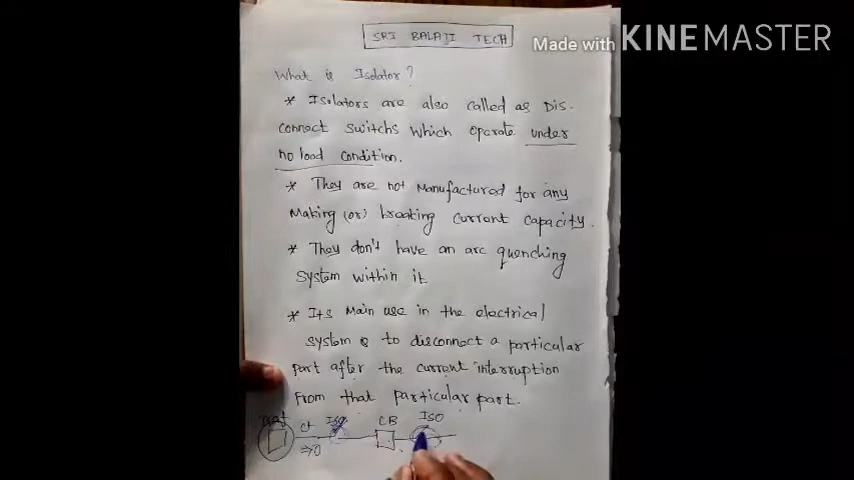 SRI BALAJI TECH
Made with KINEMASTER
What is Isolator?
* Isolators are also called as Dis-
connect switchs which operate under
no load condition.
* They are not Manufactured for any
Making (or) breaking current capacity.
* They don't have an arc quenching
System within it
* Its Main use in the electrical
system is to disconnect a particular
part after the current interruption
From that particular part.
CB ISO
ct Iso
⇒0